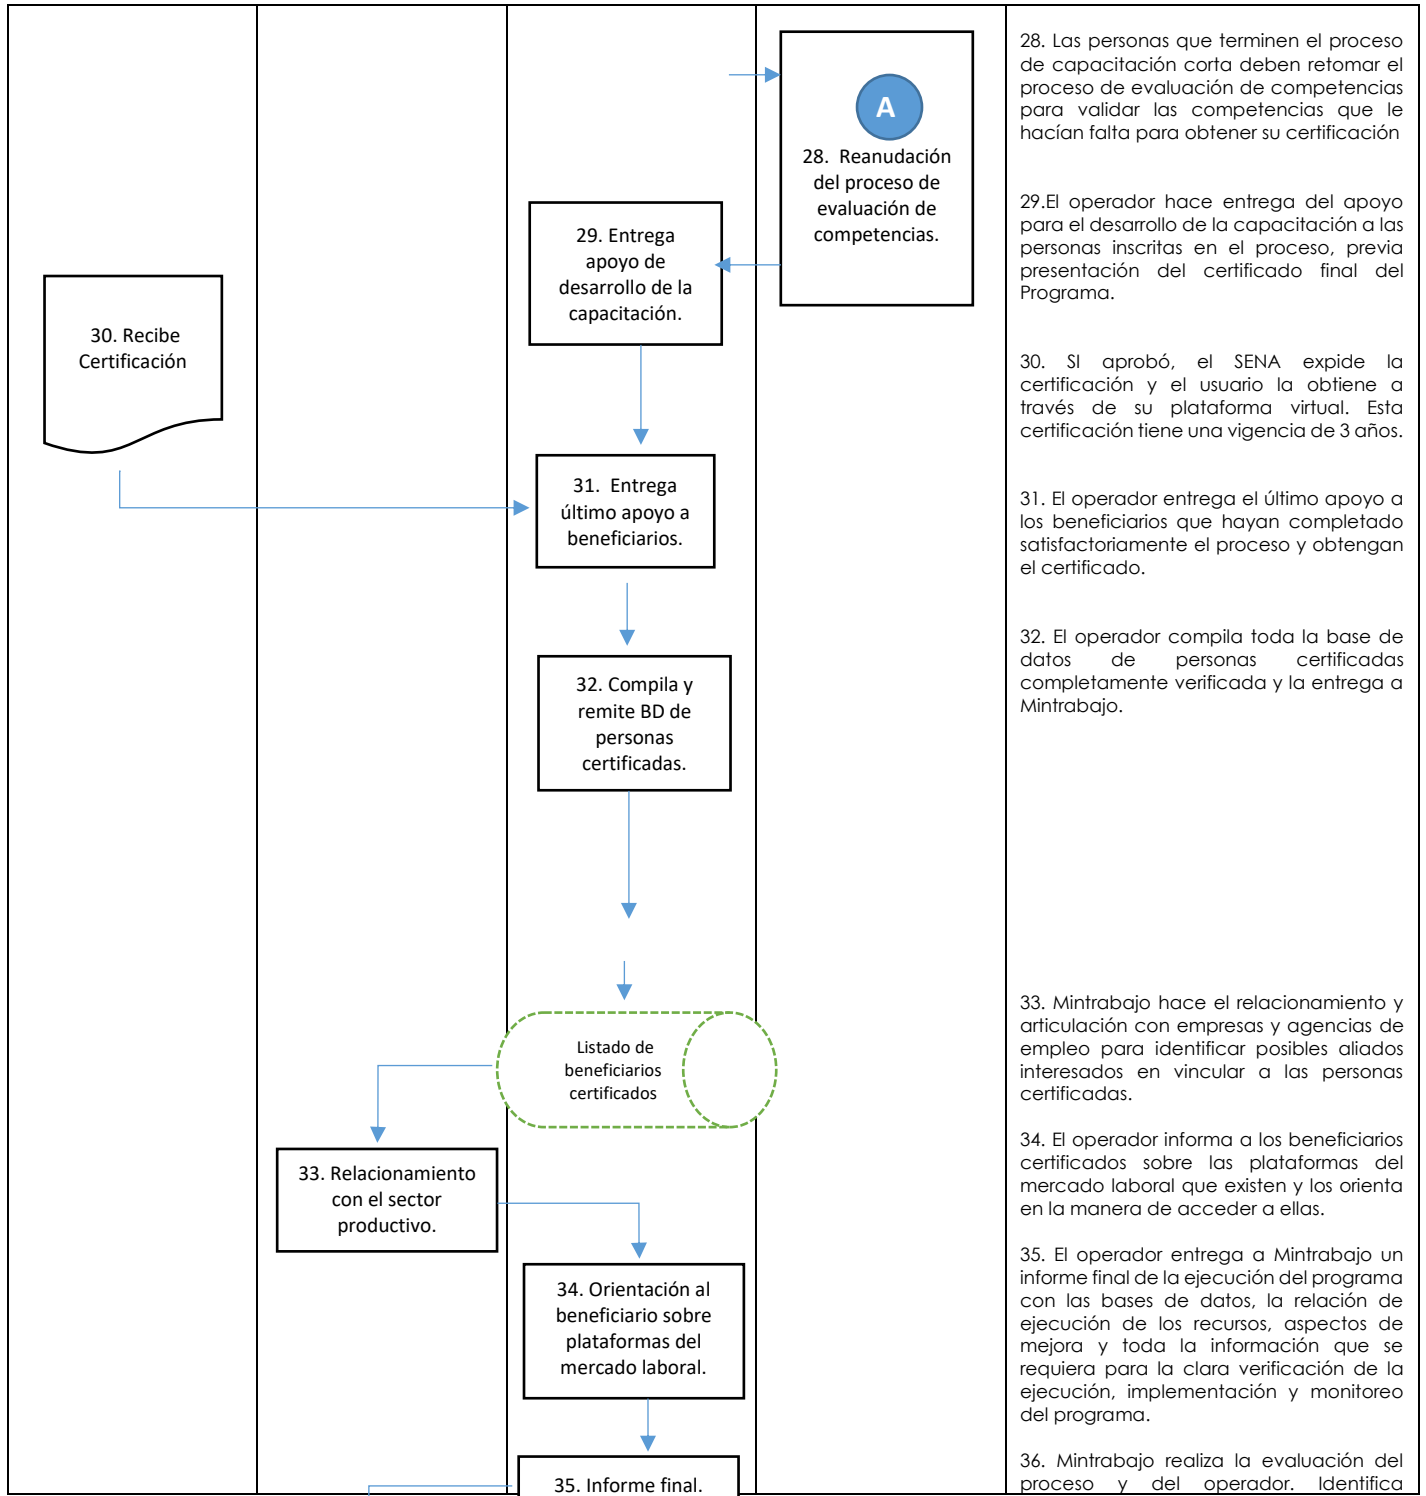 A
28. Reanudación
del proceso de
evaluación de
competencias.
29. Entrega
apoyo de
desarrollo de la
capacitación.
30. Recibe
Certificación
31. Entrega
último apoyo a
beneficiarios.
32. Compila y
remite BD de
personas
certificadas.
Listado de
beneficiarios
certificados
33. Relacionamiento
con el sector
productivo.
34. Orientación al
beneficiario sobre
plataformas del
mercado laboral.
35. Informe final.
28. Las personas que terminen el proceso
de capacitación corta deben retomar el
proceso de evaluación de competencias
para validar las competencias que le
hacían falta para obtener su certificación
29.El operador hace entrega del apoyo
para el desarrollo de la capacitación a las
personas inscritas en el proceso, previa
presentación del certificado final del
Programa.
30. SI aprobó, el SENA expide la
certificación y el usuario la obtiene a
través de su plataforma virtual. Esta
certificación tiene una vigencia de 3 años.
31. El operador entrega el último apoyo a
los beneficiarios que hayan completado
satisfactoriamente el proceso y obtengan
el certificado.
32. El operador compila toda la base de
datos de personas certificadas
completamente verificada y la entrega a
Mintrabajo.
33. Mintrabajo hace el relacionamiento y
articulación con empresas y agencias de
empleo para identificar posibles aliados
interesados en vincular a las personas
certificadas.
34. El operador informa a los beneficiarios
certificados sobre las plataformas del
mercado laboral que existen y los orienta
en la manera de acceder a ellas.
35. El operador entrega a Mintrabajo un
informe final de la ejecución del programa
con las bases de datos, la relación de
ejecución de los recursos, aspectos de
mejora y toda la información que se
requiera para la clara verificación de la
ejecución, implementación y monitoreo
del programa.
36. Mintrabajo realiza la evaluación del
proceso y del operador. Identifica